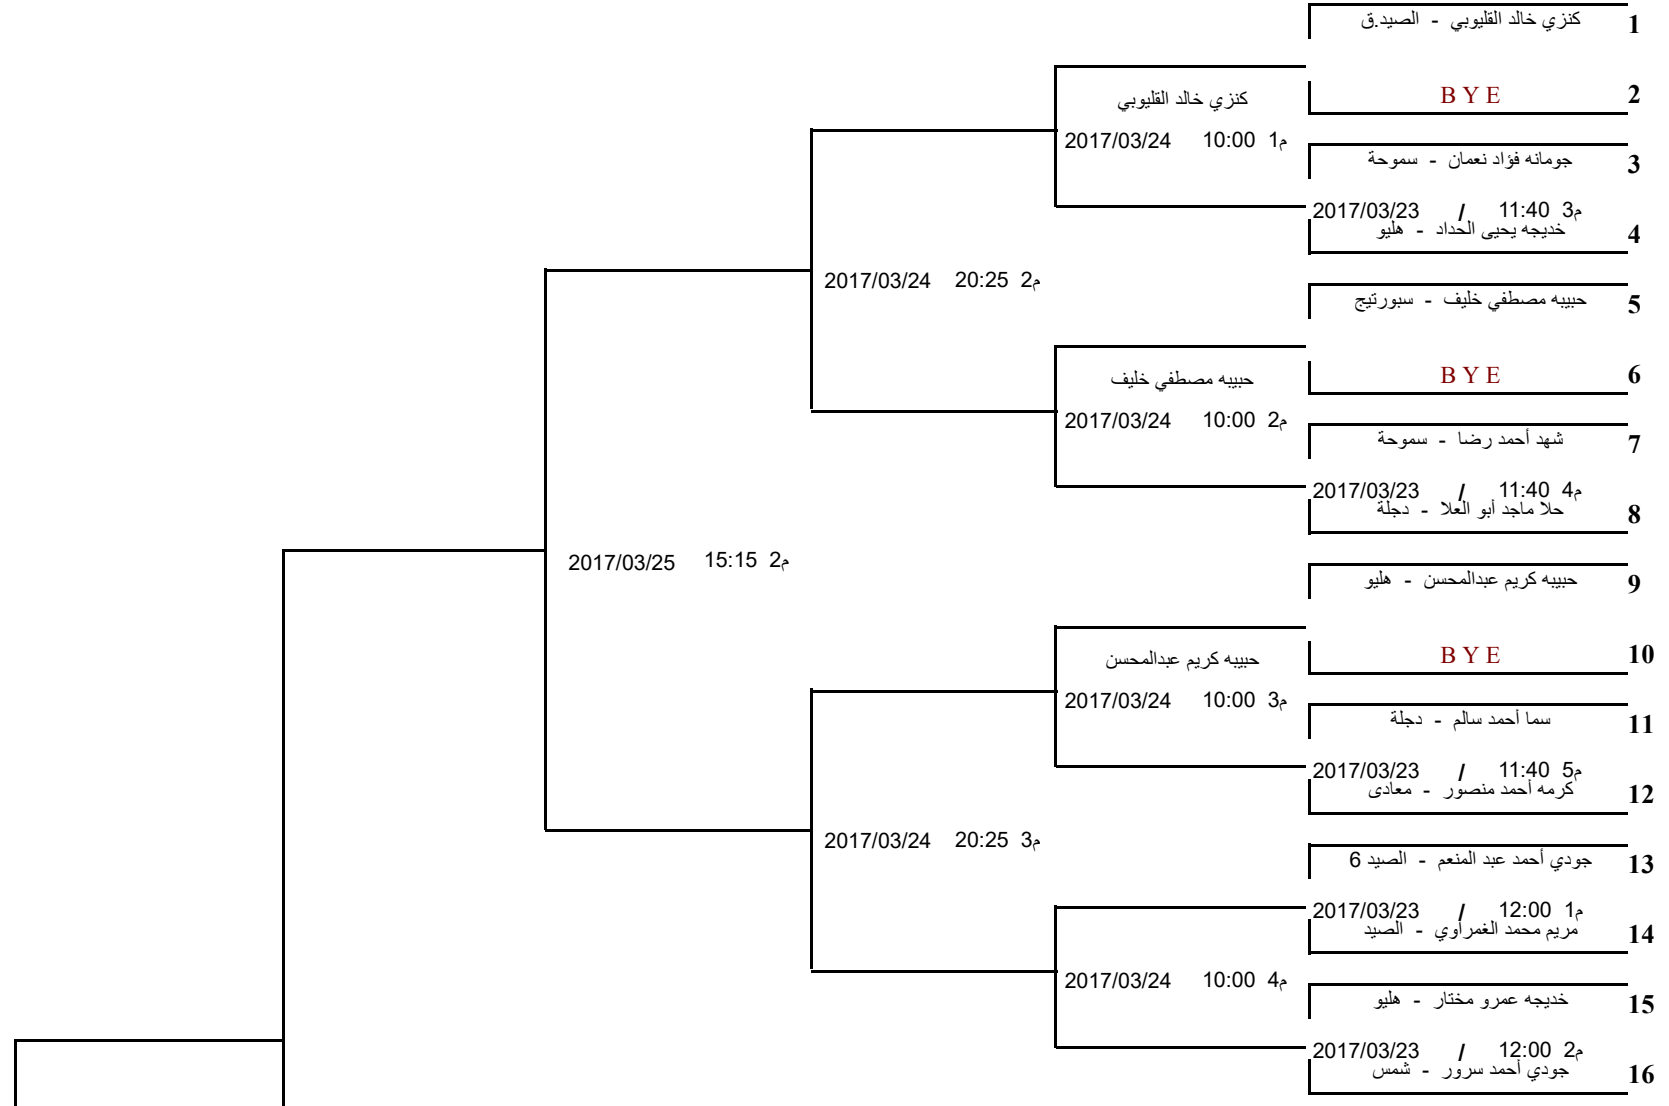 كنزي خالد القليوبي - الصيد.ق 1
B Y E 2
كنزي خالد القليوبي
2017/03/24 10:00 م1
جومانه فؤاد نعمان - سموحة 3
2017/03/23 / 11:40 م3
خديجه يحيى الحداد - هليو 4
2017/03/24 20:25 م2
حبيبه مصطفي خليف - سبورتيج 5
B Y E 6
حبيبه مصطفي خليف
2017/03/24 10:00 م2
شهد أحمد رضا - سموحة 7
2017/03/23 / 11:40 م4
حلا ماجد أبو العلا - دجلة 8
2017/03/25 15:15 م2
حبيبه كريم عبدالمحسن - هليو 9
B Y E 10
حبيبه كريم عبدالمحسن
2017/03/24 10:00 م3
سما أحمد سالم - دجلة 11
2017/03/23 / 11:40 م5
كرمه أحمد منصور - معادى 12
2017/03/24 20:25 م3
جودي أحمد عبد المنعم - الصيد 6 13
2017/03/23 / 12:00 م1
مريم محمد الغمراوي - الصيد 14
2017/03/24 10:00 م4
خديجه عمرو مختار - هليو 15
2017/03/23 / 12:00 م2
جودي أحمد سرور - شمس 16